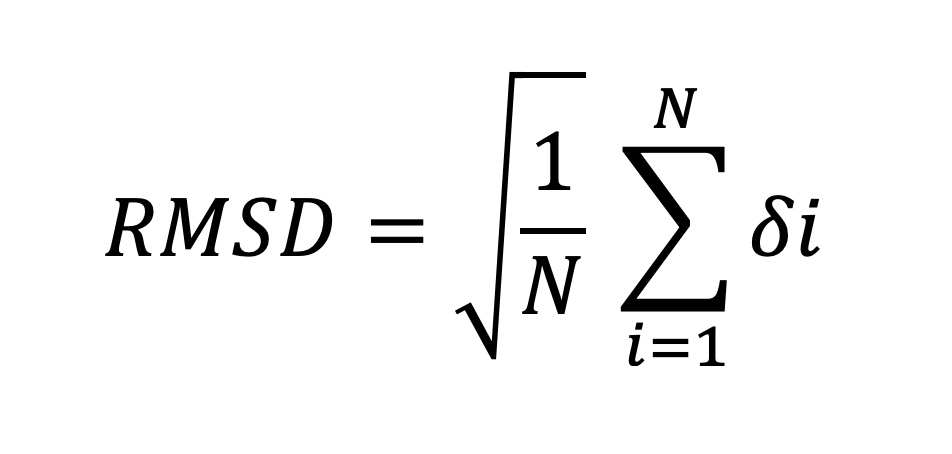 RMSD = √(1/N) ∑_{i=1}^{N} δi